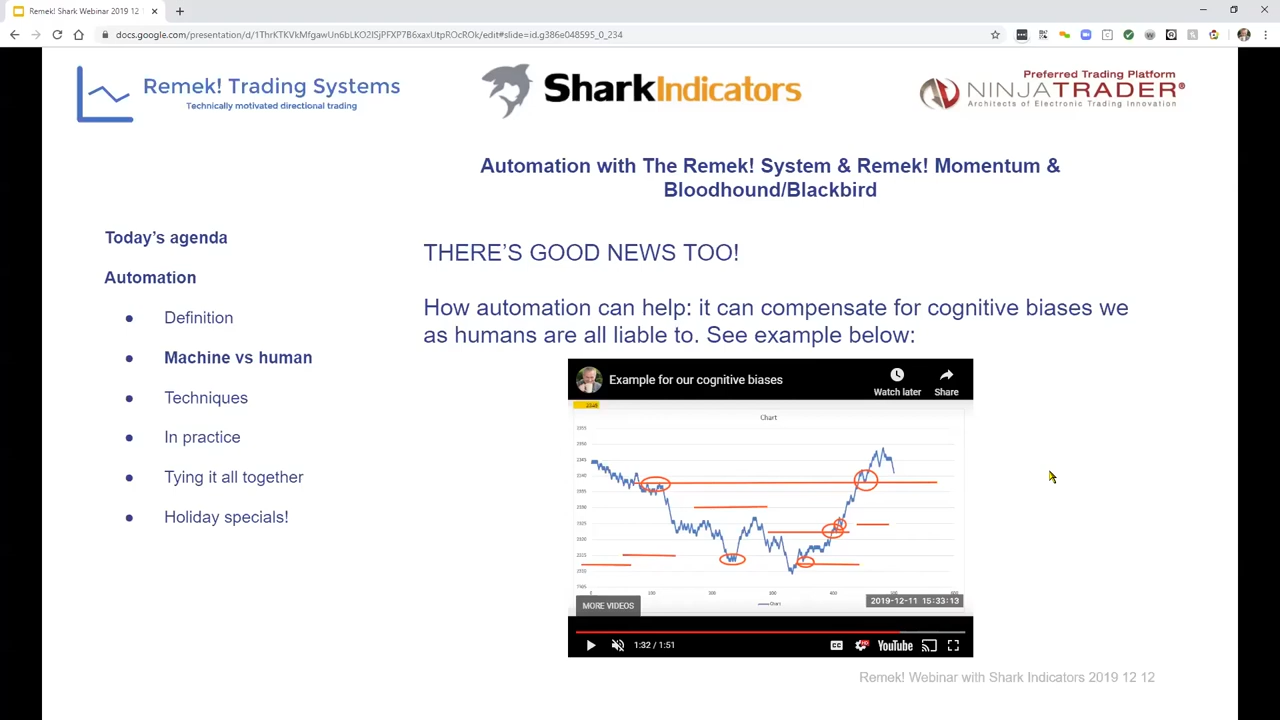 Remek! Shark Webinar 2019 12 1
docs.google.com/presentation/d/1ThrKTKVkMfgawUn6bLKO2ISjPFXP7B6xaxUtpROcROk/edit#slide=id.g386e048595_0_234
Remek! Trading Systems
Technically motivated directional trading
SharkIndicators
Preferred Trading Platform
NINJATRADER®
Architects of Electronic Trading Innovation
Automation with The Remek! System & Remek! Momentum &
Bloodhound/Blackbird
Today's agenda
Automation
● Definition
● Machine vs human
● Techniques
● In practice
● Tying it all together
● Holiday specials!
THERE'S GOOD NEWS TOO!
How automation can help: it can compensate for cognitive biases we
as humans are all liable to. See example below:
Example for our cognitive biases
Watch later
Share
Chart
Chart
2019-12-11 15:33:13
MORE VIDEOS
1:32 / 1:51
CC
HD
YouTube
Remek! Webinar with Shark Indicators 2019 12 12